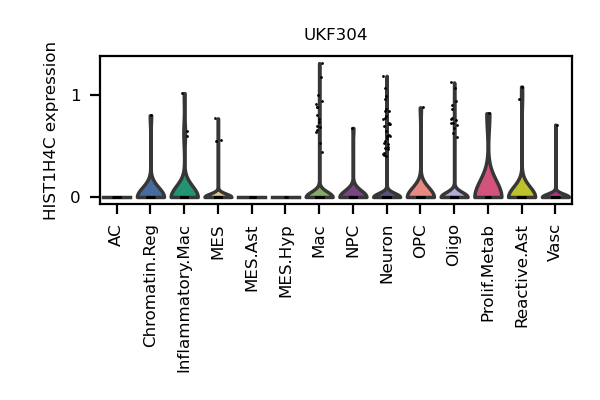 UKF304
HIST1H4C expression
1
0
AC
Chromatin.Reg
Inflammatory.Mac
MES
MES.Ast
MES.Hyp
Mac
NPC
Neuron
OPC
Oligo
Prolif.Metab
Reactive.Ast
Vasc